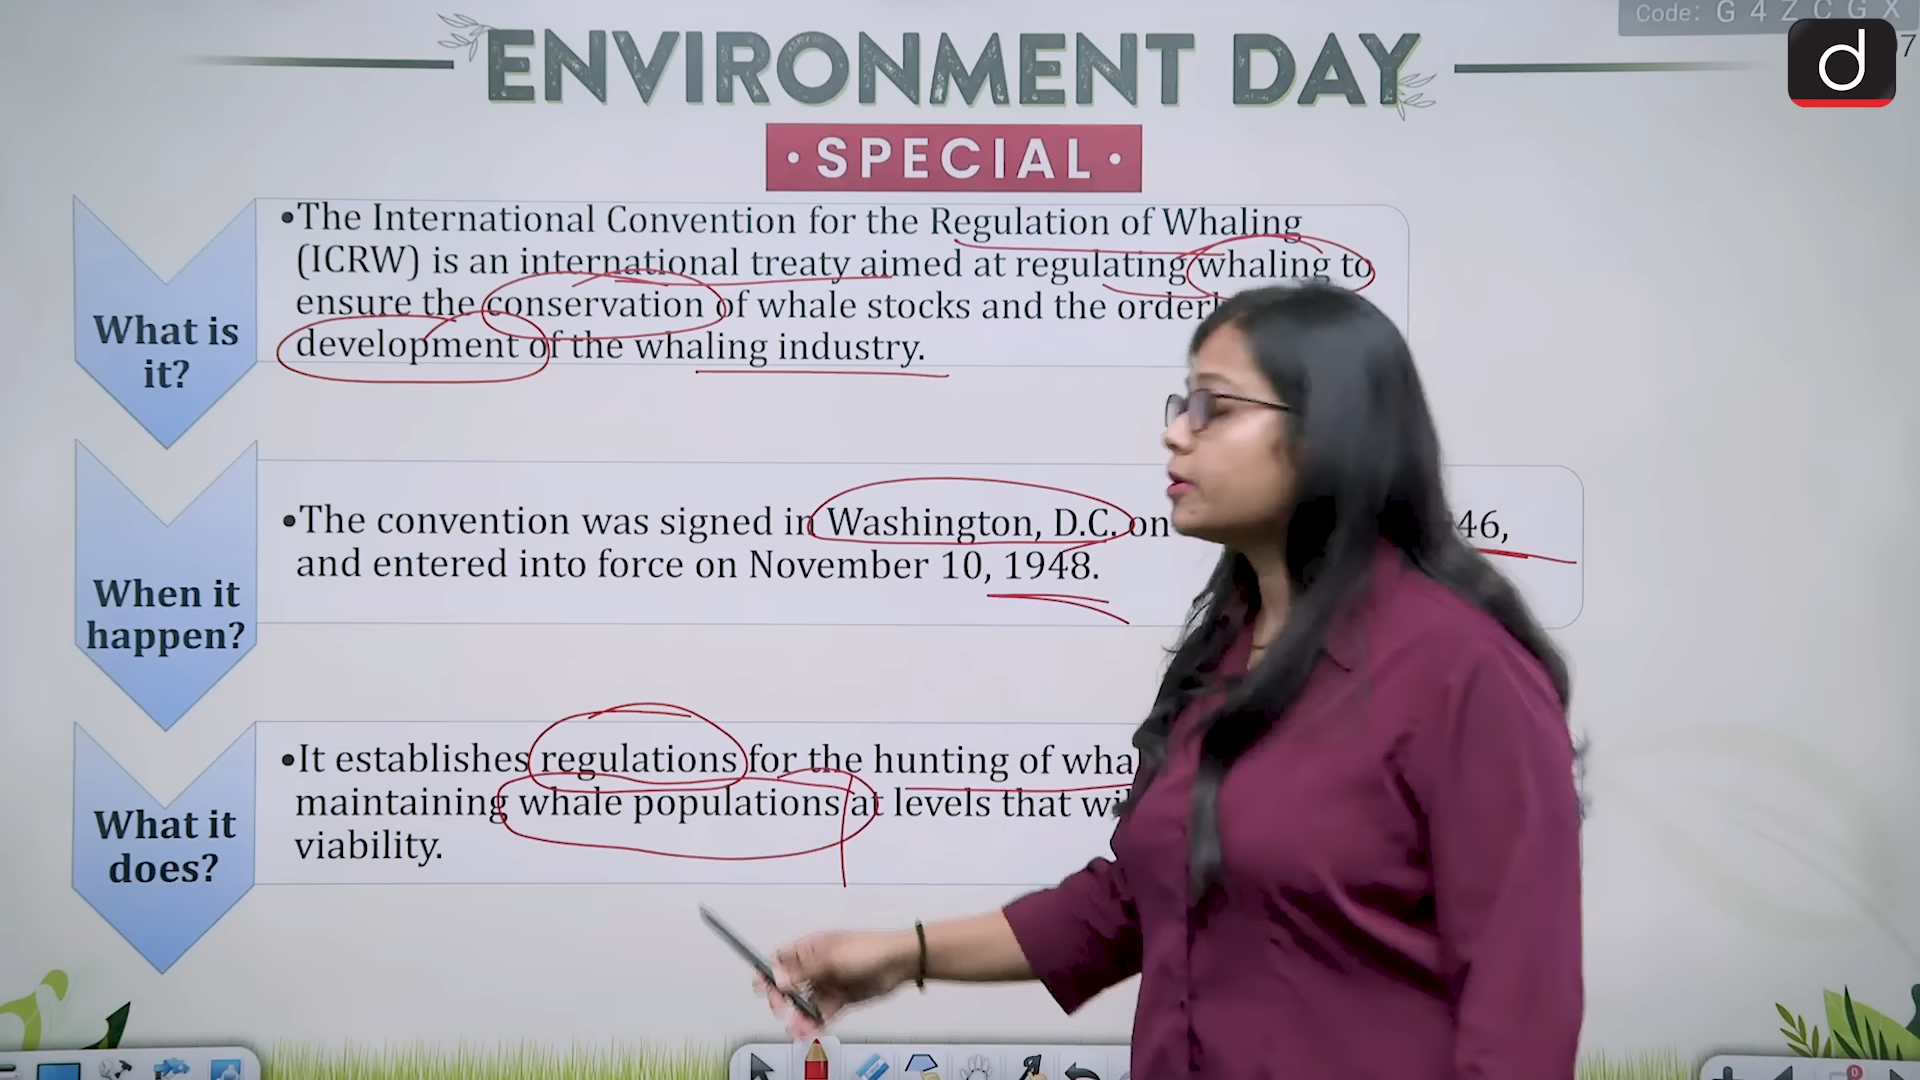 Code: G 4 Z C G X
7
d
ENVIRONMENT DAY
• SPECIAL •
What is
it?
•The International Convention for the Regulation of Whaling
(ICRW) is an international treaty aimed at regulating whaling to
ensure the conservation of whale stocks and the
development of the whaling industry.
When it
happen?
•The convention was signed in Washington, D.C. on 46,
and entered into force on November 10, 1948.
What it
does?
•It establishes regulations for the hunting of
maintaining whale populations at levels that
viability.